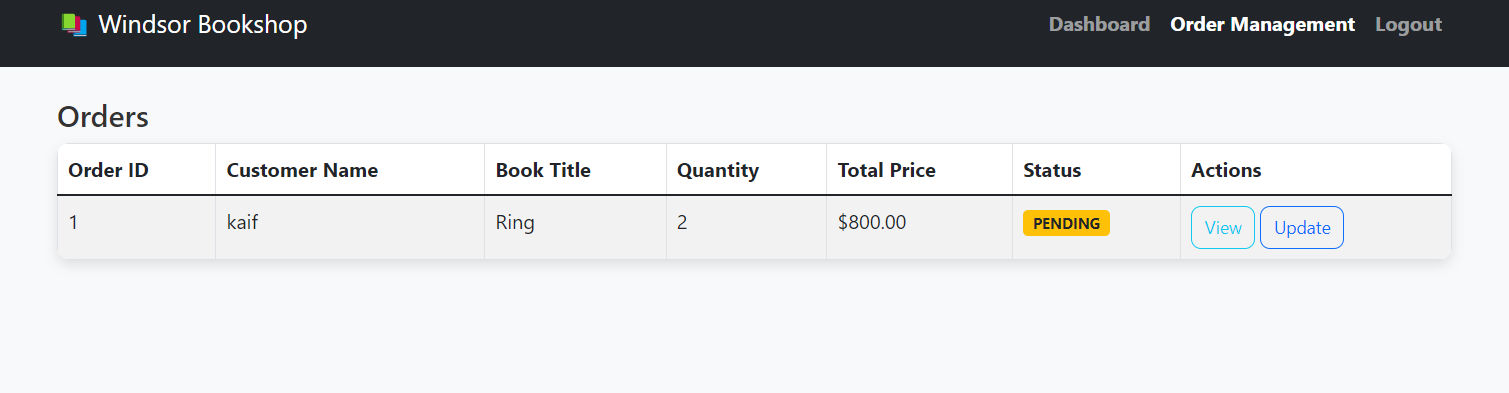 Windsor Bookshop Dashboard Order Management Logout
Orders
Order ID Customer Name Book Title Quantity Total Price Status Actions
1 kaif Ring 2 $800.00 PENDING View Update